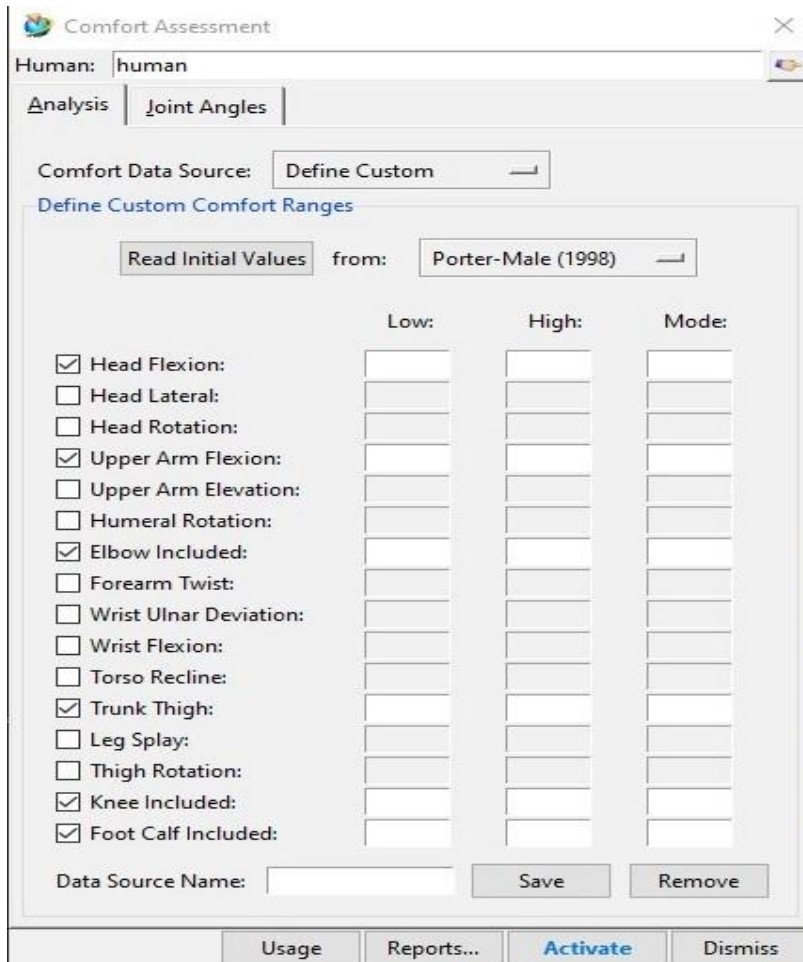 Comfort Assessment
Human: human
Analysis Joint Angles
Comfort Data Source: Define Custom
Define Custom Comfort Ranges
Read Initial Values from: Porter-Male (1998)
Low: High: Mode:
Head Flexion:
Head Lateral:
Head Rotation:
Upper Arm Flexion:
Upper Arm Elevation:
Humeral Rotation:
Elbow Included:
Forearm Twist:
Wrist Ulnar Deviation:
Wrist Flexion:
Torso Recline:
Trunk Thigh:
Leg Splay:
Thigh Rotation:
Knee Included:
Foot Calf Included:
Data Source Name: Save Remove
Usage Reports... Activate Dismiss